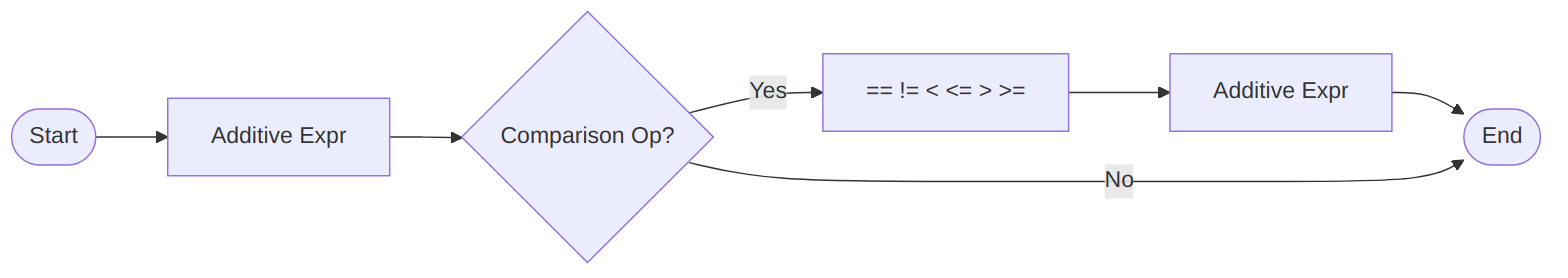 Start
Additive Expr
Comparison Op?
Yes
== != < <= > >=
Additive Expr
No
End